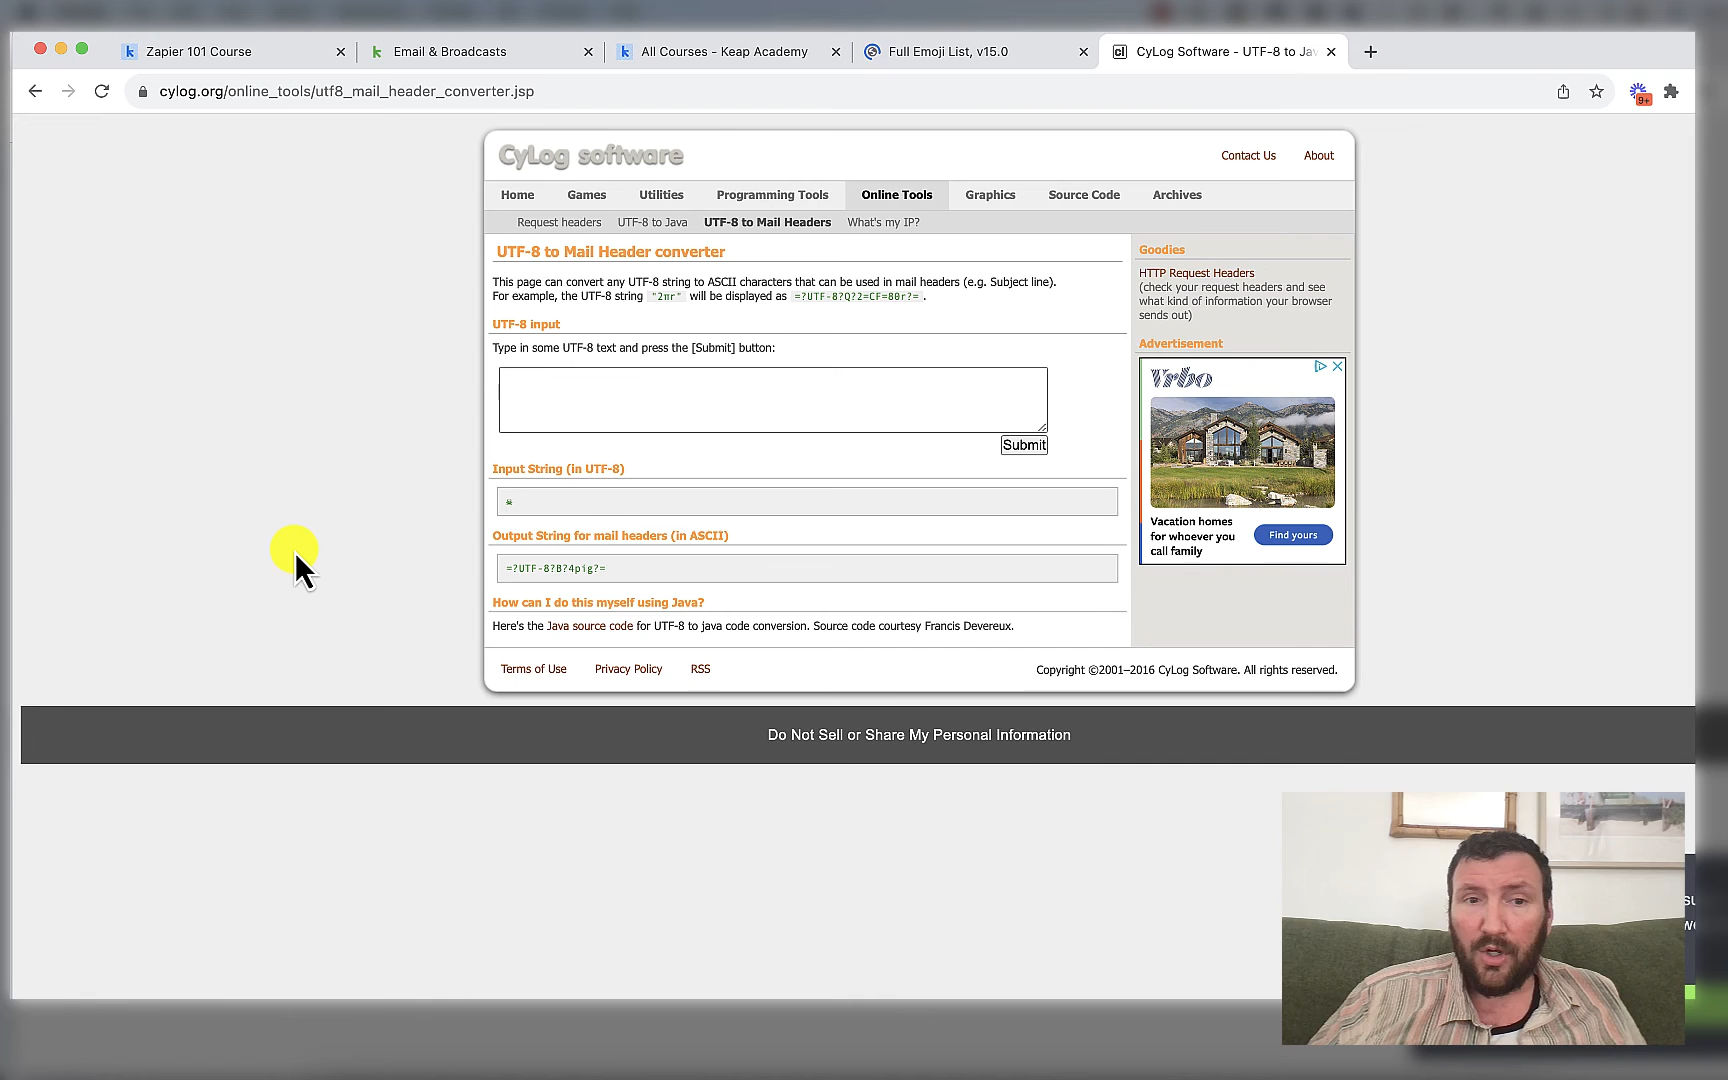 Zapier 101 Course
Email & Broadcasts
All Courses - Keap Academy
Full Emoji List, v15.0
CyLog Software - UTF-8 to Jav
cylog.org/online_tools/utf8_mail_header_converter.jsp
9+
CyLog software
Contact Us About
Home Games Utilities Programming Tools Online Tools Graphics Source Code Archives
Request headers UTF-8 to Java UTF-8 to Mail Headers What's my IP?
UTF-8 to Mail Header converter
This page can convert any UTF-8 string to ASCII characters that can be used in mail headers (e.g. Subject line).
For example, the UTF-8 string "2πr" will be displayed as =?UTF-8?Q?2=CF=80r?= .
UTF-8 input
Type in some UTF-8 text and press the [Submit] button:
Submit
Input String (in UTF-8)
☠
Output String for mail headers (in ASCII)
=?UTF-8?B?4pig?=
How can I do this myself using Java?
Here's the Java source code for UTF-8 to java code conversion. Source code courtesy Francis Devereux.
Goodies
HTTP Request Headers
(check your request headers and see
what kind of information your browser
sends out)
Advertisement
Vrbo
Vacation homes
for whoever you
call family
Find yours
Terms of Use Privacy Policy RSS
Copyright ©2001–2016 CyLog Software. All rights reserved.
Do Not Sell or Share My Personal Information